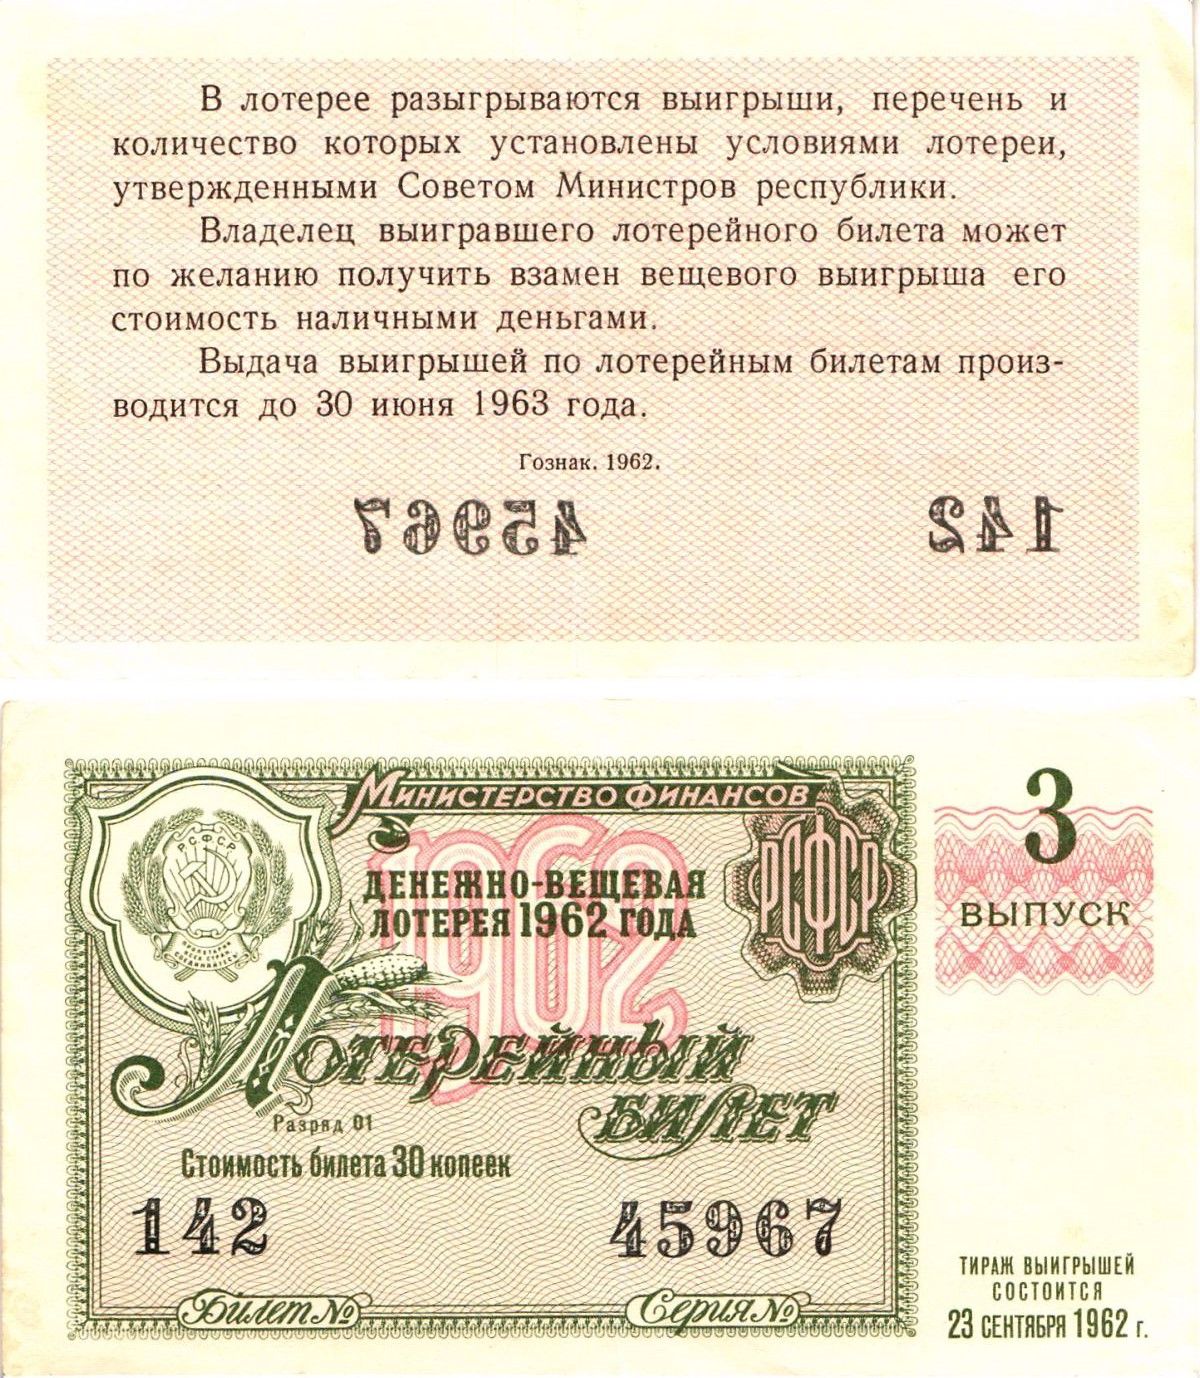 В лотерее разыгрываются выигрыши, перечень и
количество которых установлены условиями лотереи,
утвержденными Советом Министров республики.
Владелец выигравшего лотерейного билета может
по желанию получить взамен вещевого выигрыша его
стоимость наличными деньгами.
Выдача выигрышей по лотерейным билетам произ-
водится до 30 июня 1963 года.
Гознак. 1962.
45967
142
МИНИСТЕРСТВО ФИНАНСОВ
РСФСР
1962
ДЕНЕЖНО-ВЕЩЕВАЯ
ЛОТЕРЕЯ 1962 ГОДА
РСФСР
3
ВЫПУСК
1962
ЛОТЕРЕЙНЫЙ
БИЛЕТ
Разряд 01
Стоимость билета 30 копеек
142
45967
Билет №
Серия №
ТИРАЖ ВЫИГРЫШЕЙ
СОСТОИТСЯ
23 СЕНТЯБРЯ 1962 г.